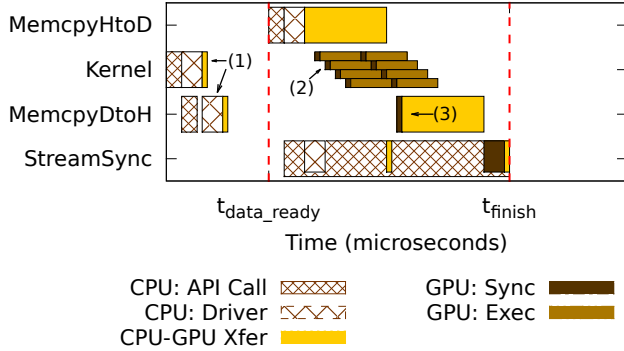 MemcpyHtoD
Kernel
MemcpyDtoH
StreamSync
(1)
(2)
(3)
t_data_ready
t_finish
Time (microseconds)
CPU: API Call
CPU: Driver
CPU-GPU Xfer
GPU: Sync
GPU: Exec